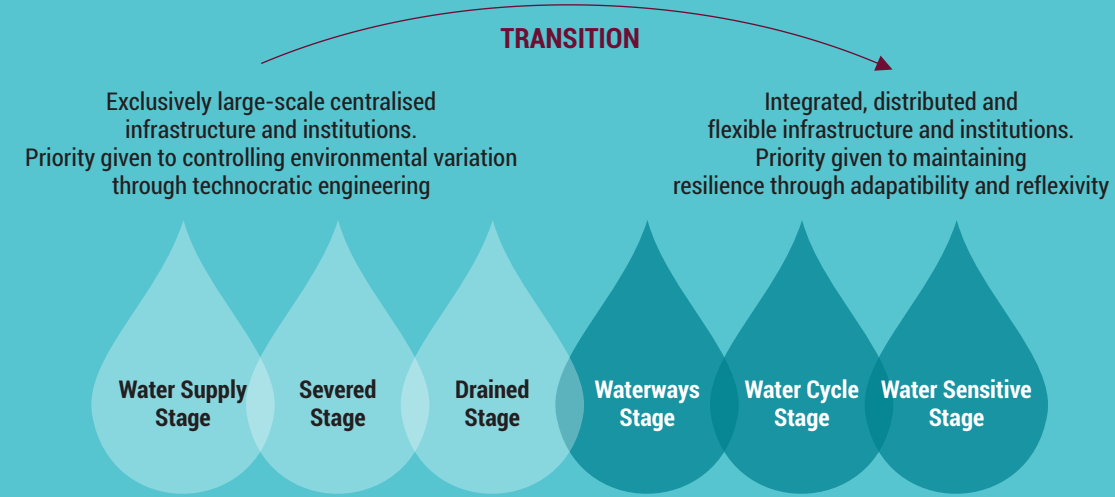 TRANSITION
Exclusively large-scale centralised
infrastructure and institutions.
Priority given to controlling environmental variation
through technocratic engineering
Integrated, distributed and
flexible infrastructure and institutions.
Priority given to maintaining
resilience through adapatibility and reflexivity
Water Supply
Stage
Severed
Stage
Drained
Stage
Waterways
Stage
Water Cycle
Stage
Water Sensitive
Stage